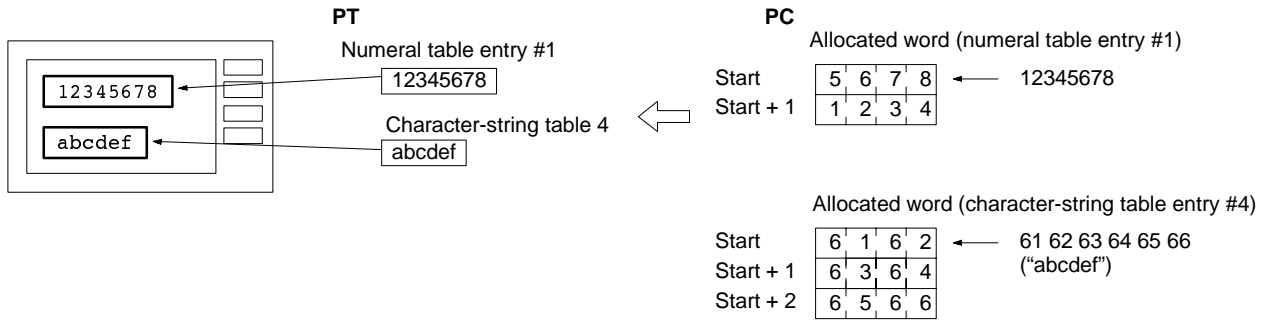 PT
Numeral table entry #1
12345678
12345678
Character-string table 4
abcdef
abcdef
PC
Allocated word (numeral table entry #1)
Start 5 6 7 8 12345678
Start + 1 1 2 3 4
Allocated word (character-string table entry #4)
Start 6 1 6 2 61 62 63 64 65 66
(“abcdef”)
Start + 1 6 3 6 4
Start + 2 6 5 6 6